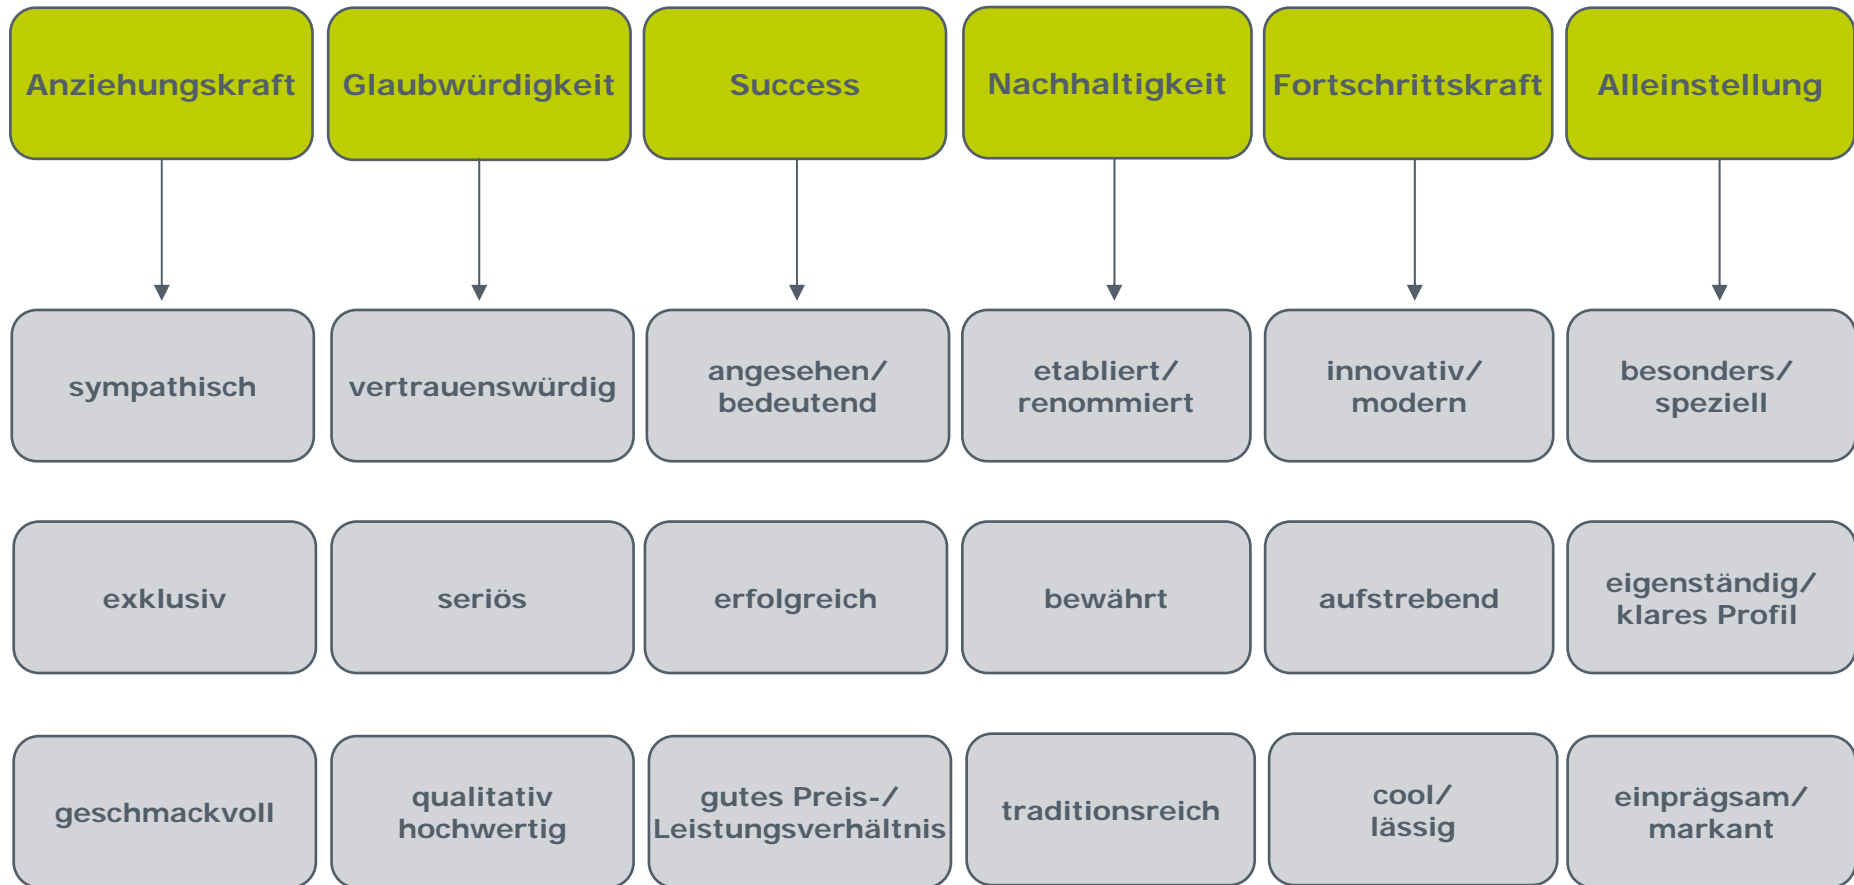 Anziehungskraft
Glaubwürdigkeit
Success
Nachhaltigkeit
Fortschrittskraft
Alleinstellung
sympathisch
vertrauenswürdig
angesehen/
bedeutend
etabliert/
renommiert
innovativ/
modern
besonders/
speziell
exklusiv
seriös
erfolgreich
bewährt
aufstrebend
eigenständig/
klares Profil
geschmackvoll
qualitativ
hochwertig
gutes Preis-/
Leistungsverhältnis
traditionsreich
cool/
lässig
einprägsam/
markant